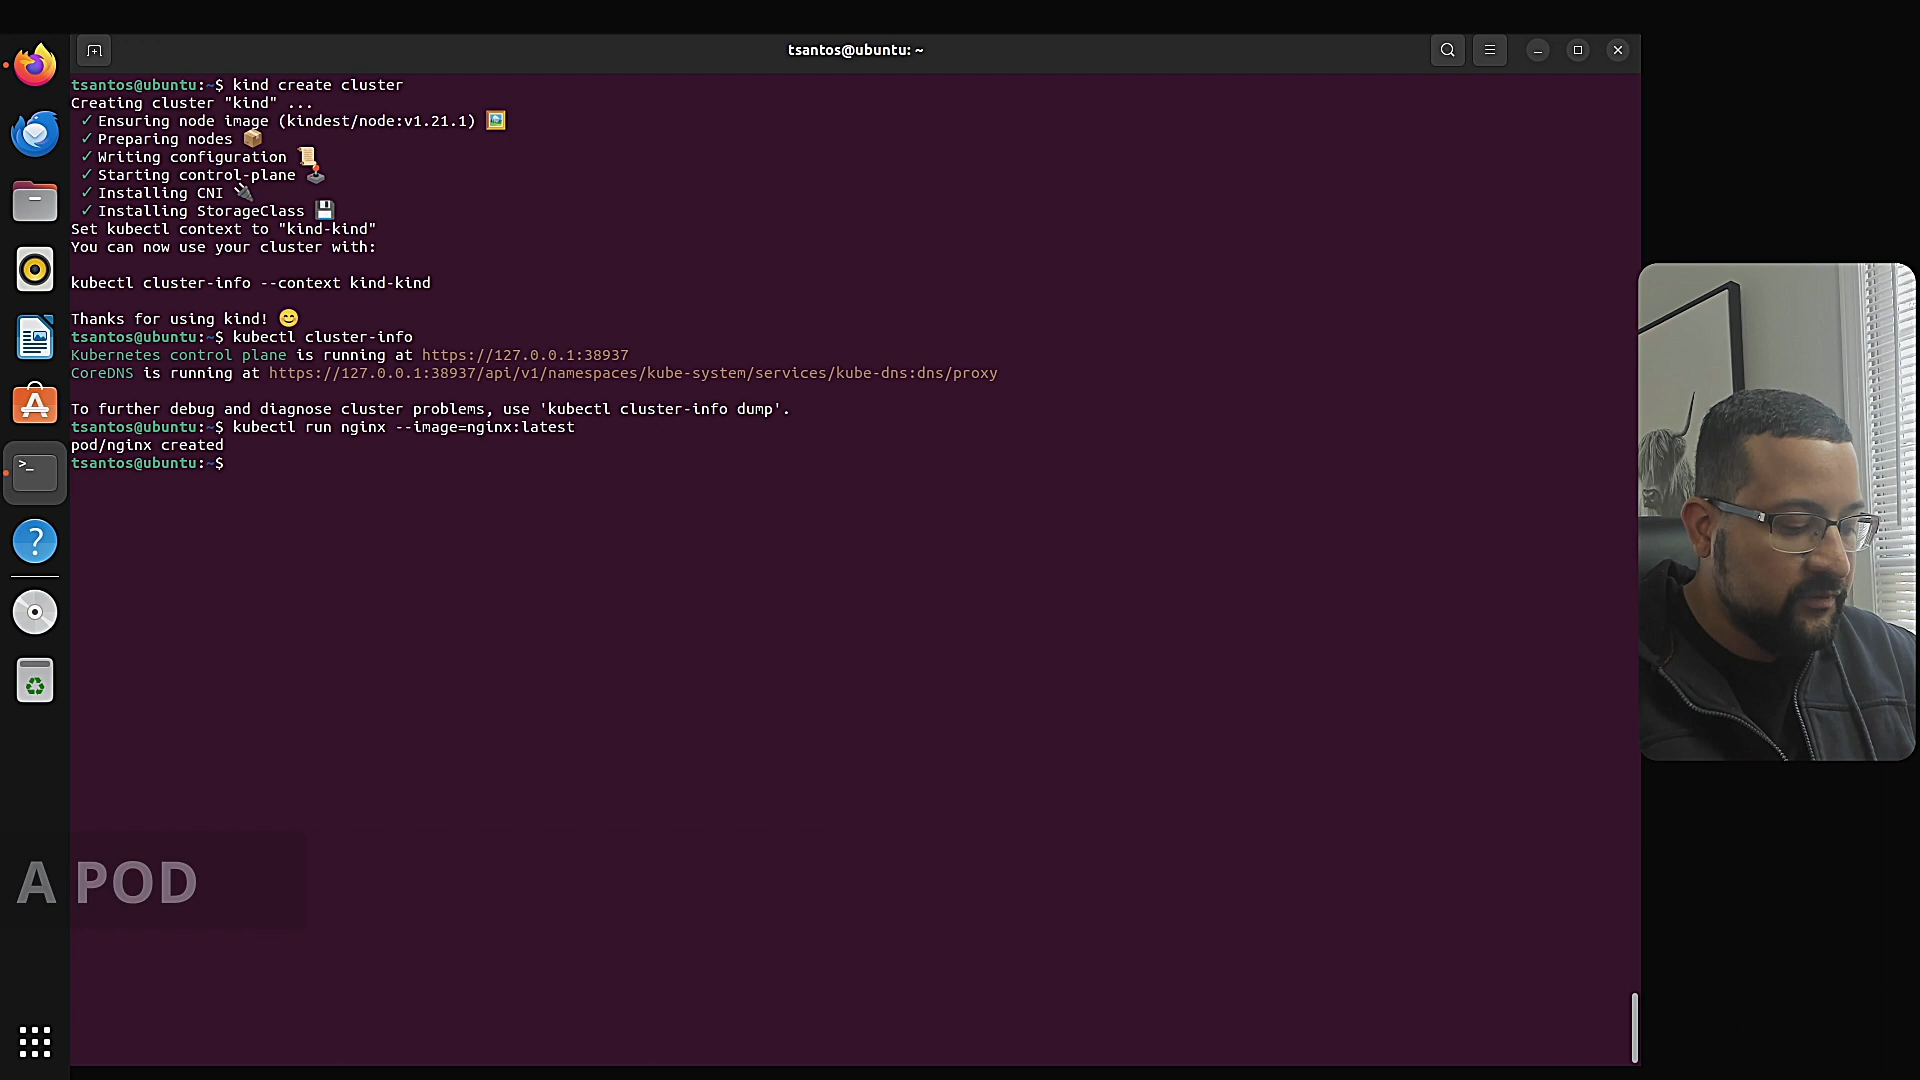 tsantos@ubuntu: ~
tsantos@ubuntu:~$ kind create cluster
Creating cluster "kind" ...
✓ Ensuring node image (kindest/node:v1.21.1) 🖼
✓ Preparing nodes 📦
✓ Writing configuration 📜
✓ Starting control-plane 🕹
✓ Installing CNI 🔌
✓ Installing StorageClass 💾
Set kubectl context to "kind-kind"
You can now use your cluster with:
kubectl cluster-info --context kind-kind
Thanks for using kind! 😊
tsantos@ubuntu:~$ kubectl cluster-info
Kubernetes control plane is running at https://127.0.0.1:38937
CoreDNS is running at https://127.0.0.1:38937/api/v1/namespaces/kube-system/services/kube-dns:dns/proxy
To further debug and diagnose cluster problems, use 'kubectl cluster-info dump'.
tsantos@ubuntu:~$ kubectl run nginx --image=nginx:latest
pod/nginx created
tsantos@ubuntu:~$
A POD